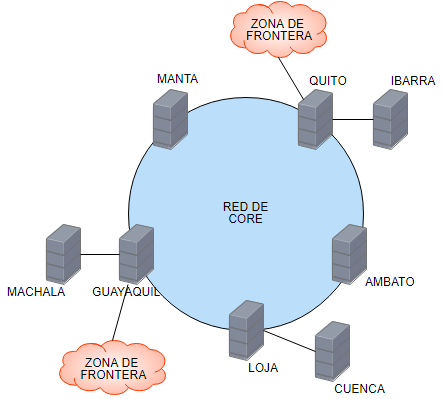 ZONA DE
FRONTERA
MANTA
QUITO
IBARRA
RED DE
CORE
MACHALA
GUAYAQUIL
AMBATO
ZONA DE
FRONTERA
LOJA
CUENCA